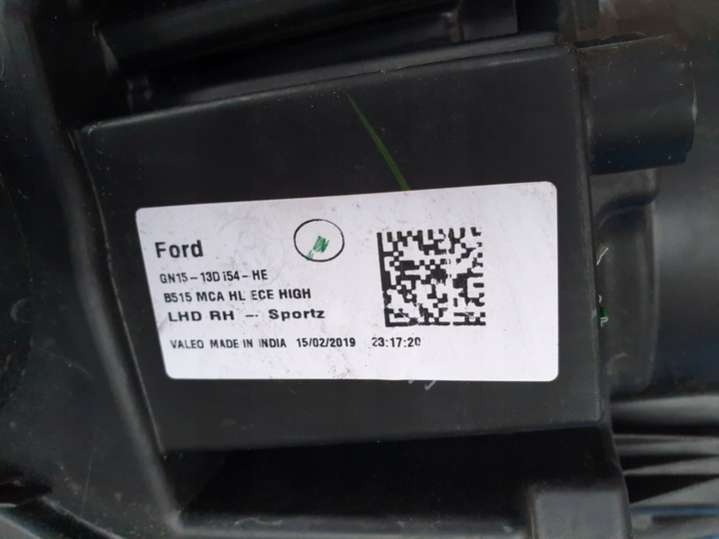 Ford
GN15-13D154-HE
B515 MCA HL ECE HIGH
LHD RH - Sportz
VALEO MADE IN INDIA 15/02/2019 23:17:20